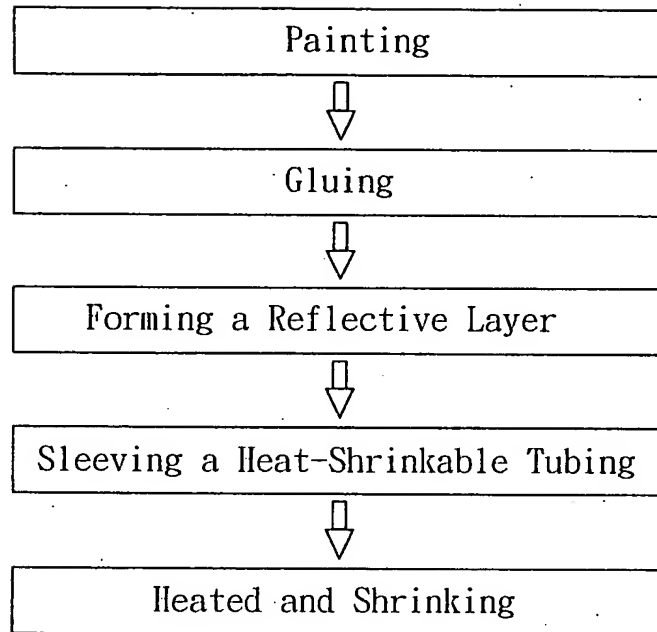 Painting
Gluing
Forming a Reflective Layer
Sleeving a Heat-Shrinkable Tubing
Heated and Shrinking